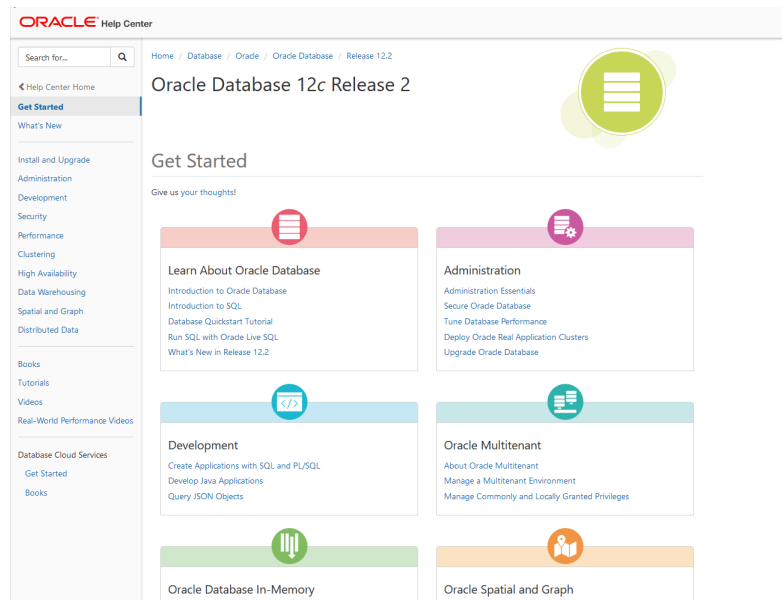 ORACLE Help Center
Search for...
Help Center Home
Get Started
What's New
Install and Upgrade
Administration
Development
Security
Performance
Clustering
High Availability
Data Warehousing
Spatial and Graph
Distributed Data
Books
Tutorials
Videos
Real-World Performance Videos
Database Cloud Services
Get Started
Books
Home / Database / Oracle / Oracle Database / Release 12.2
Oracle Database 12c Release 2
Get Started
Give us your thoughts!
Learn About Oracle Database
Introduction to Oracle Database
Introduction to SQL
Database Quickstart Tutorial
Run SQL with Oracle Live SQL
What's New in Release 12.2
Administration
Administration Essentials
Secure Oracle Database
Tune Database Performance
Deploy Oracle Real Application Clusters
Upgrade Oracle Database
</>
Development
Create Applications with SQL and PL/SQL
Develop Java Applications
Query JSON Objects
Oracle Multitenant
About Oracle Multitenant
Manage a Multitenant Environment
Manage Commonly and Locally Granted Privileges
Oracle Database In-Memory
Oracle Spatial and Graph